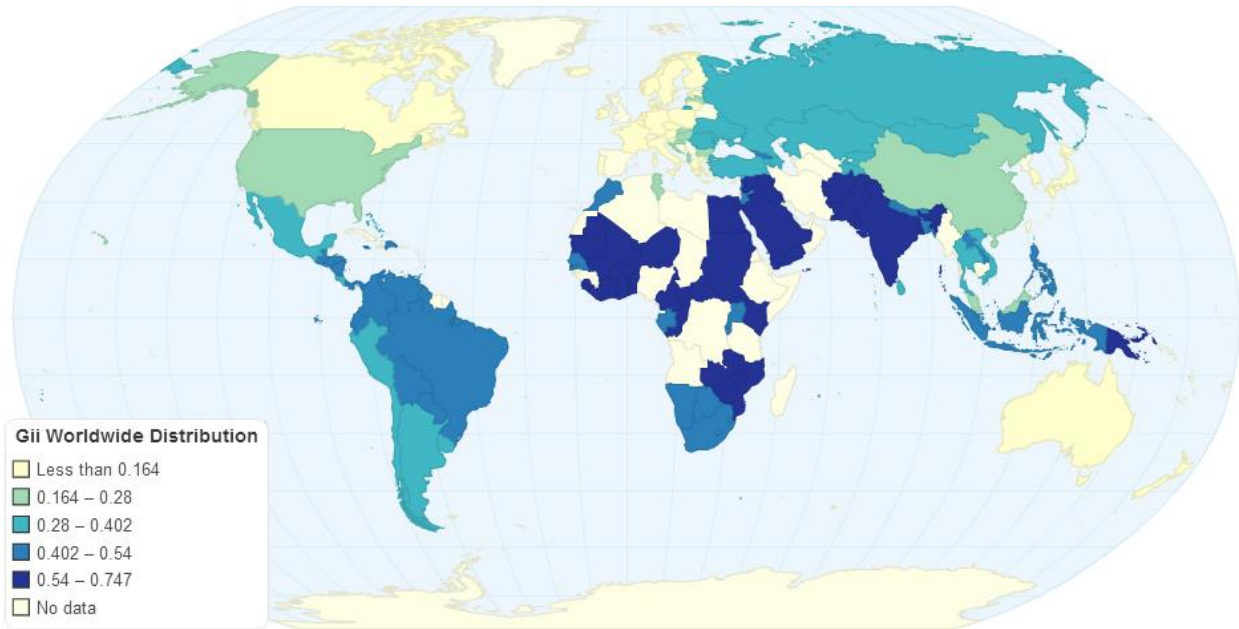 Gii Worldwide Distribution
Less than 0.164
0.164 – 0.28
0.28 – 0.402
0.402 – 0.54
0.54 – 0.747
No data